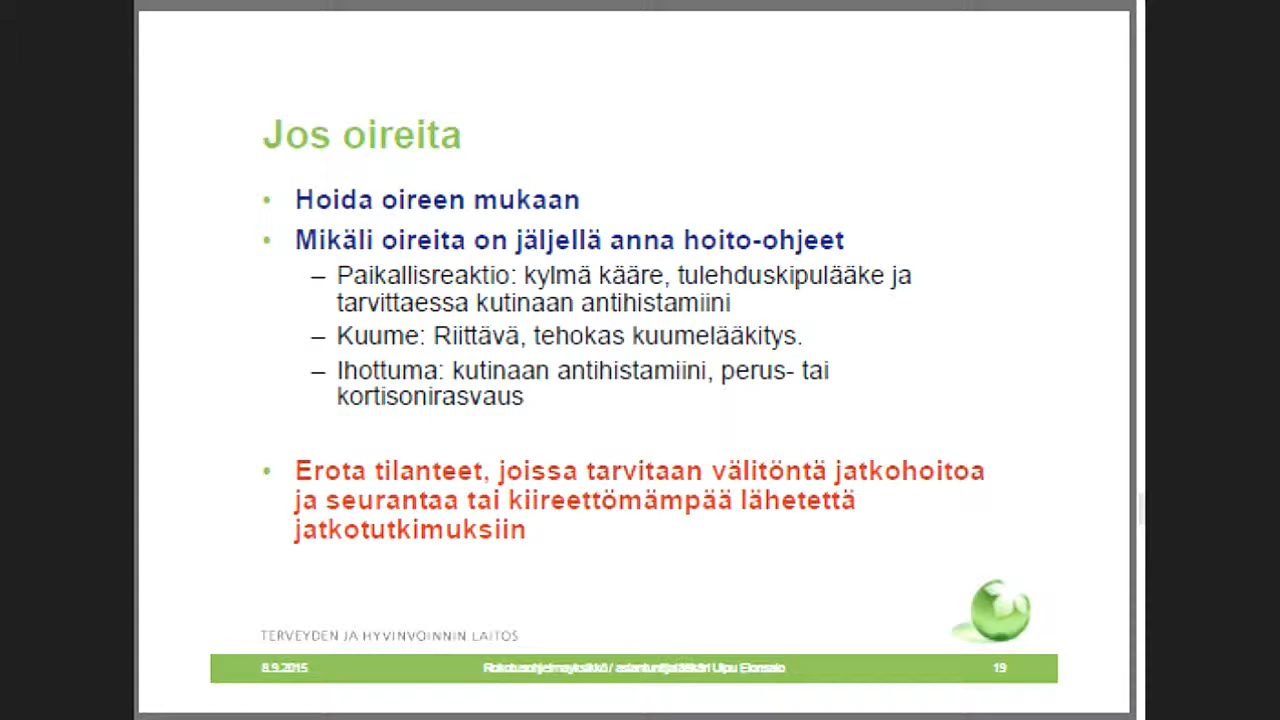 Jos oireita
• Hoida oireen mukaan
• Mikäli oireita on jäljellä anna hoito-ohjeet
– Paikallisreaktio: kylmä kääre, tulehduskipulääke ja
tarvittaessa kutinaan antihistamiini
– Kuume: Riittävä, tehokas kuumelääkitys.
– Ihottuma: kutinaan antihistamiini, perus- tai
kortisonirasvaus
• Erota tilanteet, joissa tarvitaan välitöntä jatkohoitoa
ja seurantaa tai kiireettömämpää lähetettä
jatkotutkimuksiin
TERVEYDEN JA HYVINVOINNIN LAITOS
8.9.2015
/ Ulpu Elonsalo
19